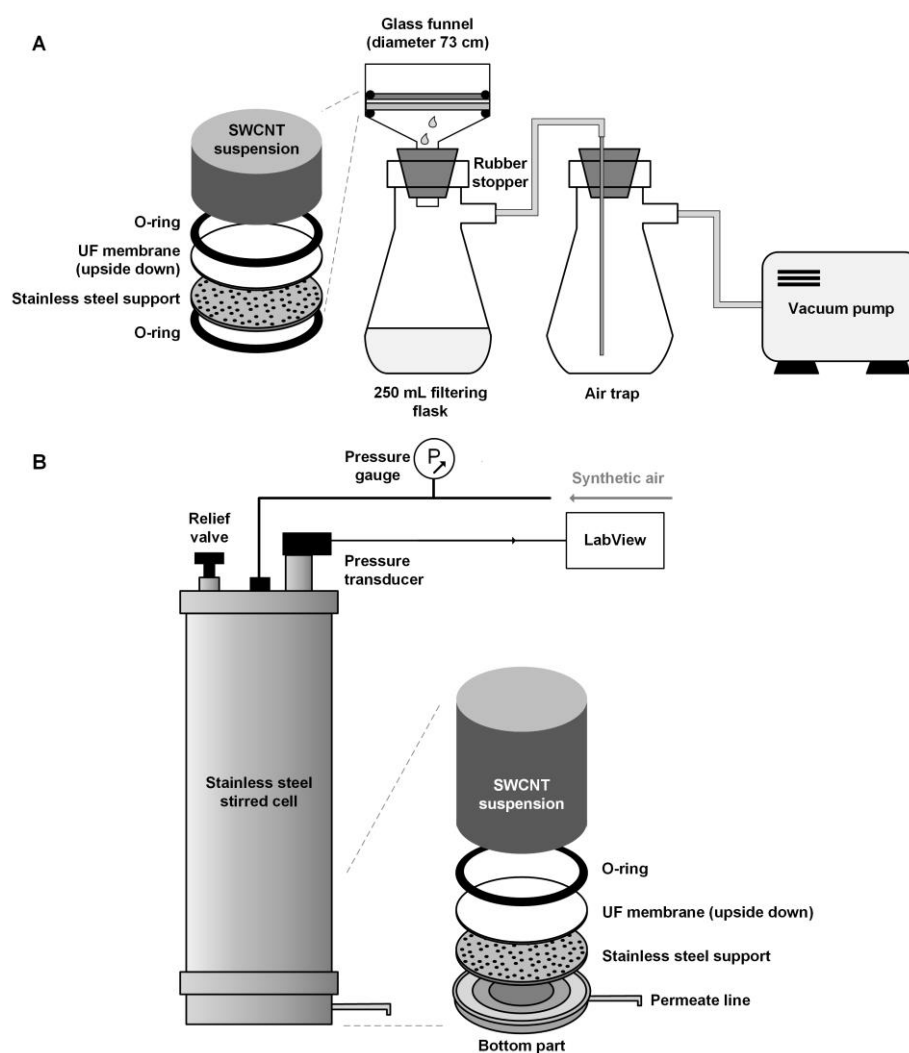 A
Glass funnel
(diameter 73 cm)
SWCNT
suspension
Rubber
stopper
O-ring
UF membrane
(upside down)
Stainless steel support
O-ring
Vacuum pump
250 mL filtering
flask
Air trap
B
Pressure
gauge
P
Synthetic air
Relief
valve
LabView
Pressure
transducer
Stainless steel
stirred cell
SWCNT
suspension
O-ring
UF membrane (upside down)
Stainless steel support
Permeate line
Bottom part